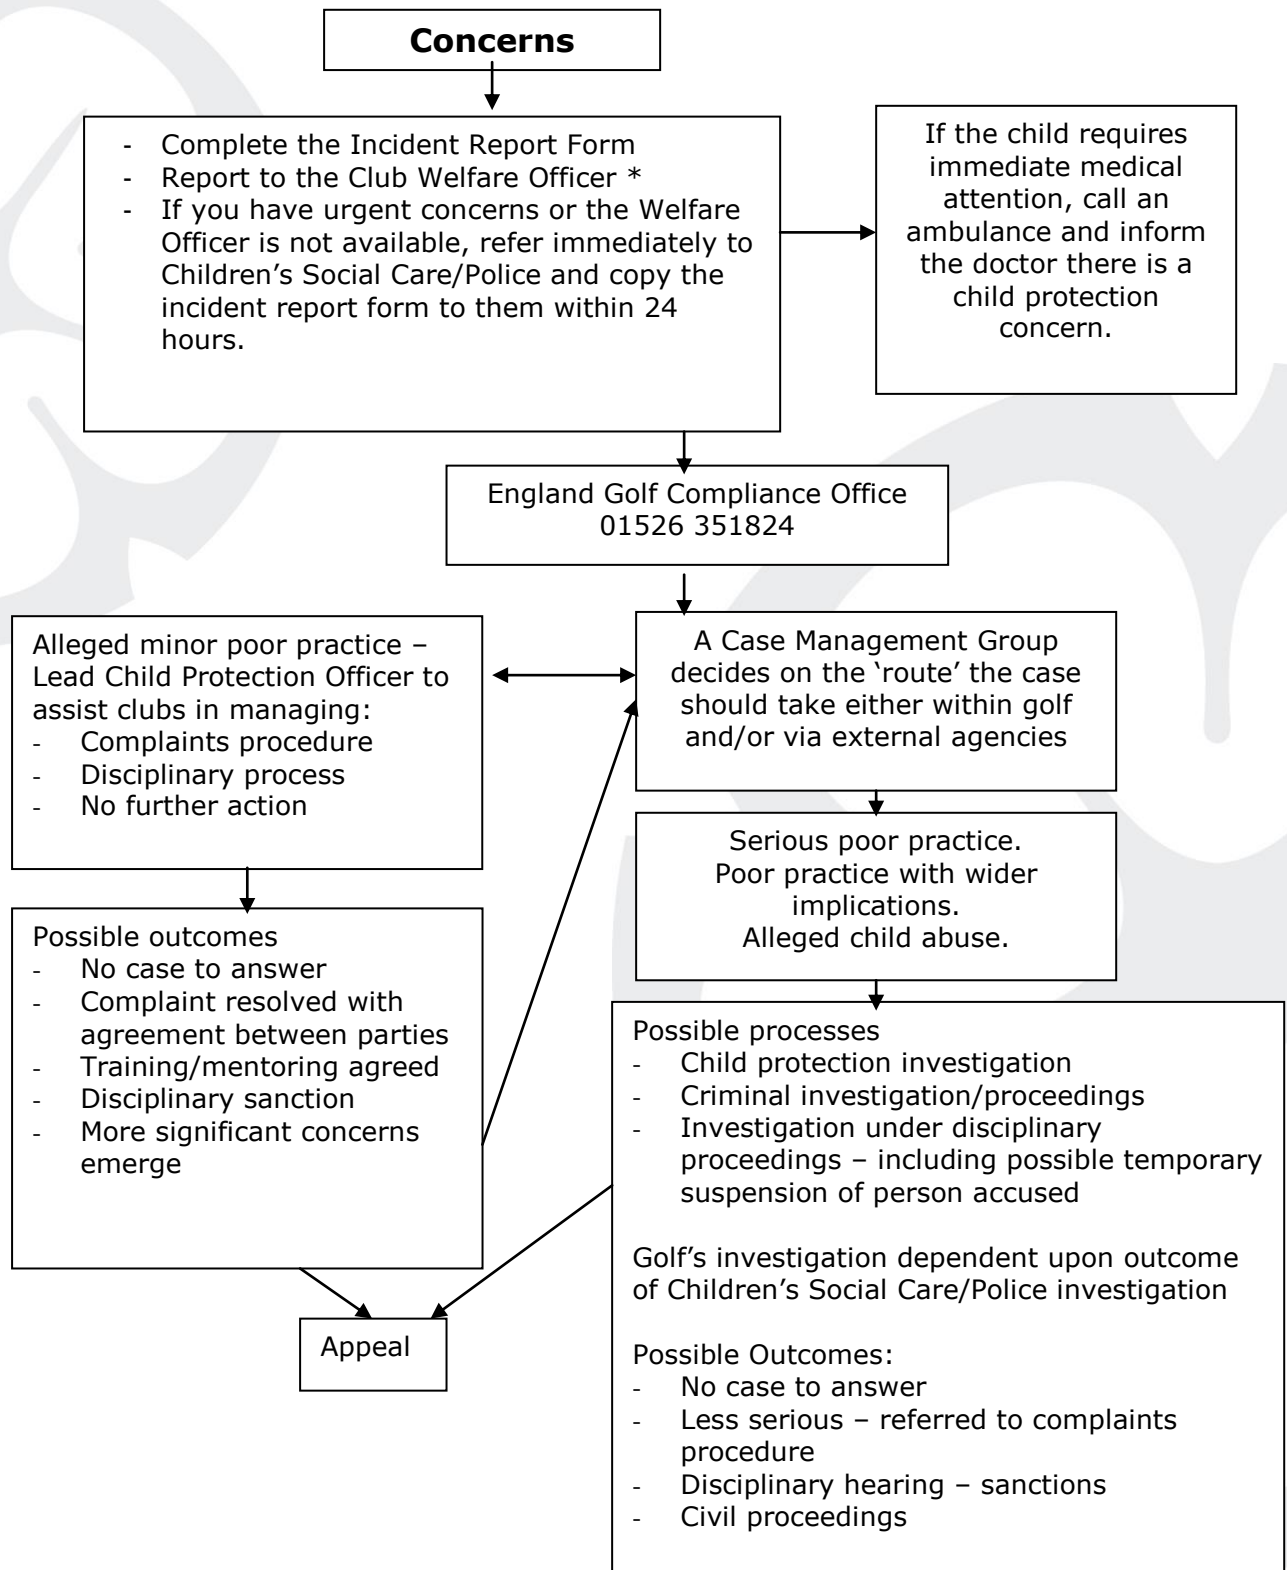 Concerns
- Complete the Incident Report Form
- Report to the Club Welfare Officer *
- If you have urgent concerns or the Welfare
Officer is not available, refer immediately to
Children’s Social Care/Police and copy the
incident report form to them within 24
hours.
If the child requires
immediate medical
attention, call an
ambulance and inform
the doctor there is a
child protection
concern.
England Golf Compliance Office
01526 351824
Alleged minor poor practice –
Lead Child Protection Officer to
assist clubs in managing:
- Complaints procedure
- Disciplinary process
- No further action
A Case Management Group
decides on the ‘route’ the case
should take either within golf
and/or via external agencies
Serious poor practice.
Poor practice with wider
implications.
Alleged child abuse.
Possible outcomes
- No case to answer
- Complaint resolved with
agreement between parties
- Training/mentoring agreed
- Disciplinary sanction
- More significant concerns
emerge
Possible processes
- Child protection investigation
- Criminal investigation/proceedings
- Investigation under disciplinary
proceedings – including possible temporary
suspension of person accused
Golf’s investigation dependent upon outcome
of Children’s Social Care/Police investigation
Possible Outcomes:
- No case to answer
- Less serious – referred to complaints
procedure
- Disciplinary hearing – sanctions
- Civil proceedings
Appeal